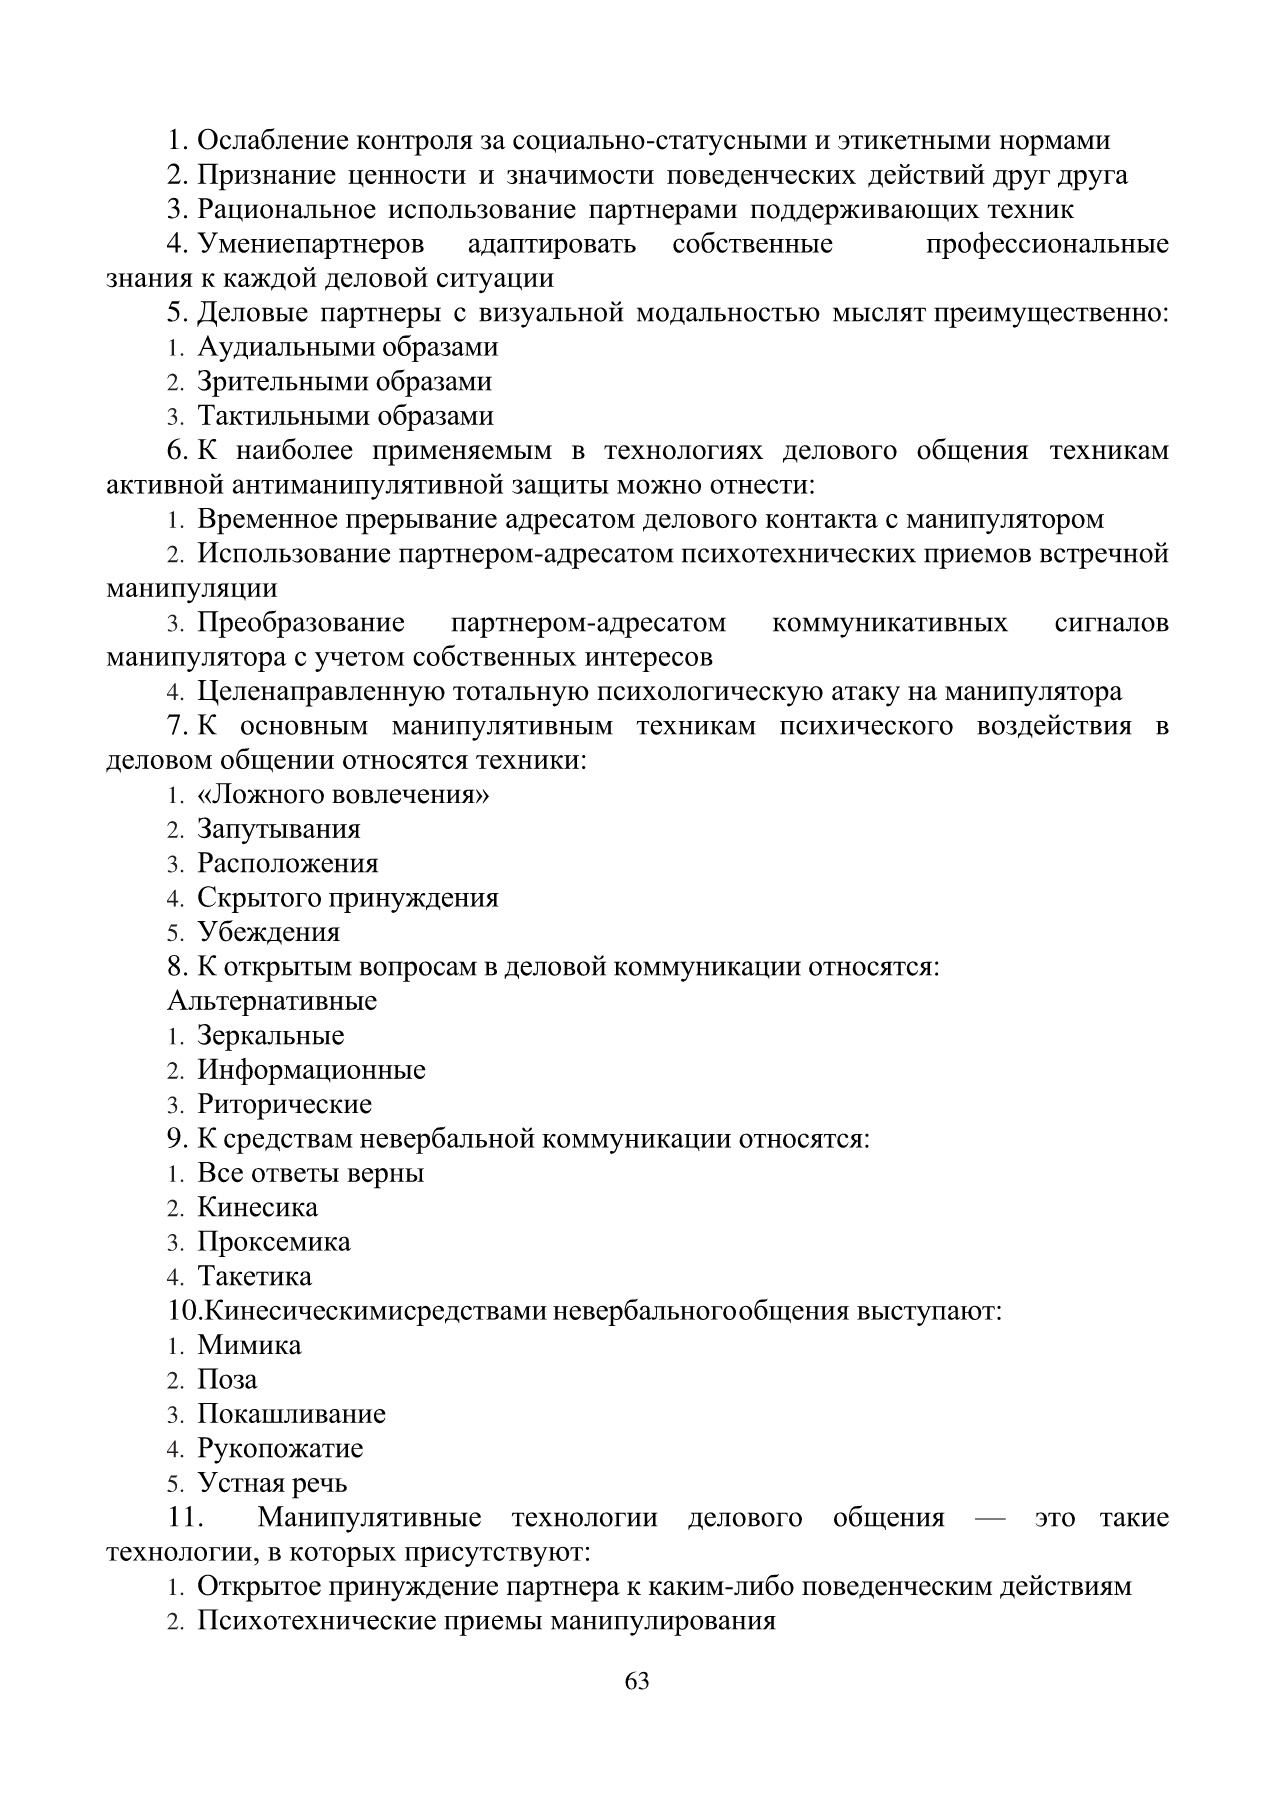 1. Ослабление контроля за социально-статусными и этикетными нормами
2. Признание ценности и значимости поведенческих действий друг друга
3. Рациональное использование партнерами поддерживающих техник
4. Умениепартнеров адаптировать собственные профессиональные
знания к каждой деловой ситуации
5. Деловые партнеры с визуальной модальностью мыслят преимущественно:
1. Аудиальными образами
2. Зрительными образами
3. Тактильными образами
6. К наиболее применяемым в технологиях делового общения техникам
активной антиманипулятивной защиты можно отнести:
1. Временное прерывание адресатом делового контакта с манипулятором
2. Использование партнером-адресатом психотехнических приемов встречной
манипуляции
3. Преобразование партнером-адресатом коммуникативных сигналов
манипулятора с учетом собственных интересов
4. Целенаправленную тотальную психологическую атаку на манипулятора
7. К основным манипулятивным техникам психического воздействия в
деловом общении относятся техники:
1. «Ложного вовлечения»
2. Запутывания
3. Расположения
4. Скрытого принуждения
5. Убеждения
8. К открытым вопросам в деловой коммуникации относятся:
Альтернативные
1. Зеркальные
2. Информационные
3. Риторические
9. К средствам невербальной коммуникации относятся:
1. Все ответы верны
2. Кинесика
3. Проксемика
4. Такетика
10.Кинесическимисредствами невербальногообщения выступают:
1. Мимика
2. Поза
3. Покашливание
4. Рукопожатие
5. Устная речь
11. Манипулятивные технологии делового общения — это такие
технологии, в которых присутствуют:
1. Открытое принуждение партнера к каким-либо поведенческим действиям
2. Психотехнические приемы манипулирования
63